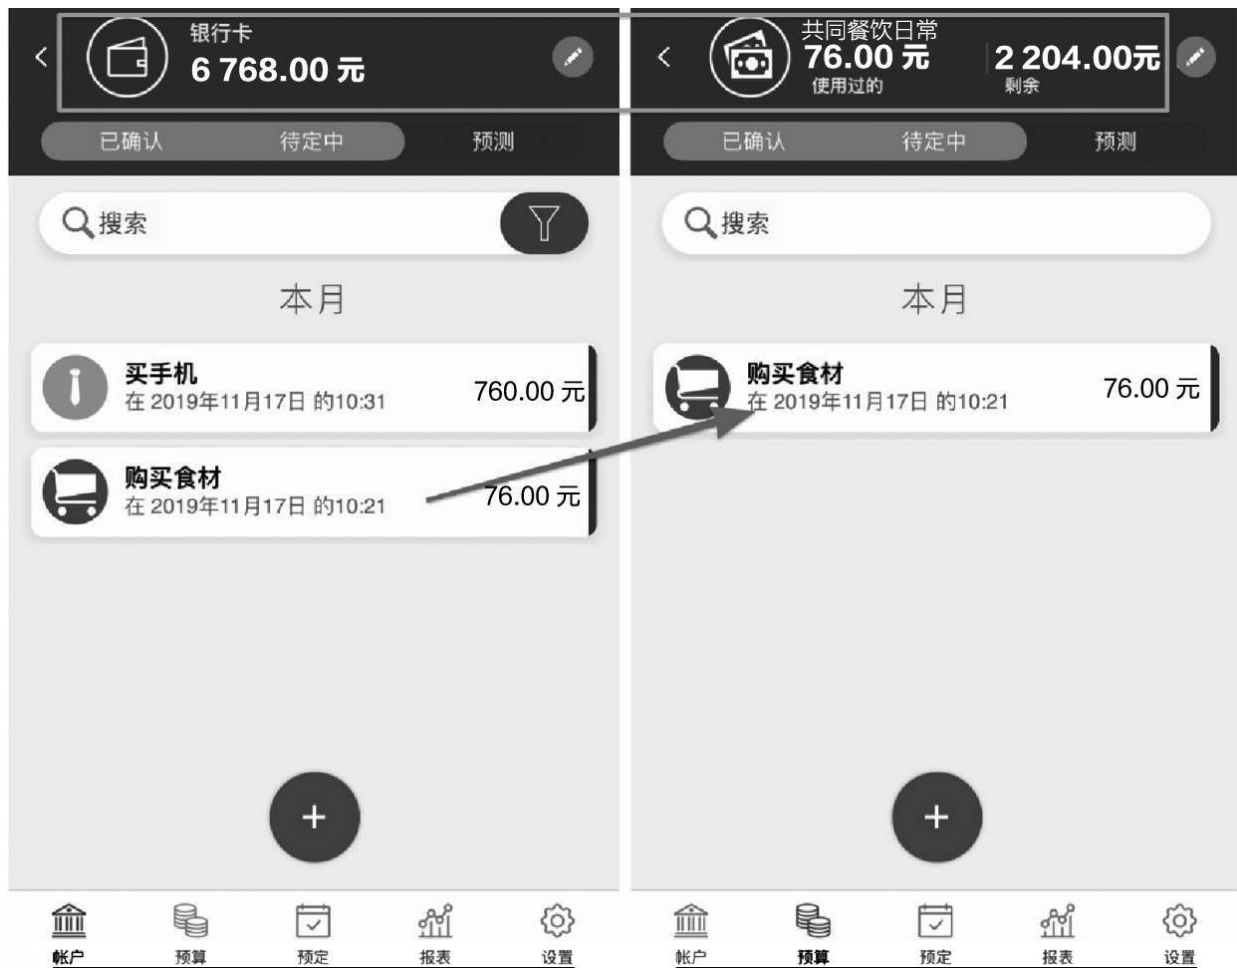 银行卡
6 768.00 元
已确认 待定中 预测
搜索
本月
买手机
在 2019年11月17日 的10:31
760.00 元
购买食材
在 2019年11月17日 的10:21
76.00 元
+
帐户 预算 预定 报表 设置
共同餐饮日常
76.00 元
使用过的
2 204.00元
剩余
已确认 待定中 预测
搜索
本月
购买食材
在 2019年11月17日 的10:21
76.00 元
+
帐户 预算 预定 报表 设置